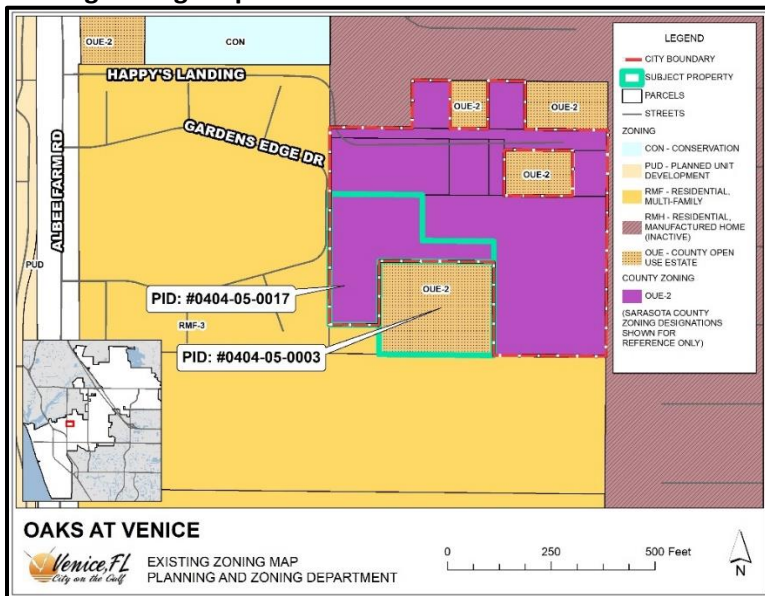 OUE-2
CON
HAPPY'S LANDING
GARDENS EDGE DR
ALBEE FARM RD
OUE-2
OUE-2
OUE-2
PUD
OUE-2
PID: #0404-05-0017
RMF-3
PID: #0404-05-0003
LEGEND
CITY BOUNDARY
SUBJECT PROPERTY
PARCELS
STREETS
ZONING
CON - CONSERVATION
PUD - PLANNED UNIT
DEVELOPMENT
RMF - RESIDENTIAL,
MULTI-FAMILY
RMH - RESIDENTIAL,
MANUFACTURED HOME
(INACTIVE)
OUE - COUNTY OPEN
USE ESTATE
COUNTY ZONING
OUE-2
(SARASOTA COUNTY
ZONING DESIGNATIONS
SHOWN FOR
REFERENCE ONLY)
OAKS AT VENICE
Venice, FL
City on the Gulf
EXISTING ZONING MAP
PLANNING AND ZONING DEPARTMENT
0 250 500 Feet
N